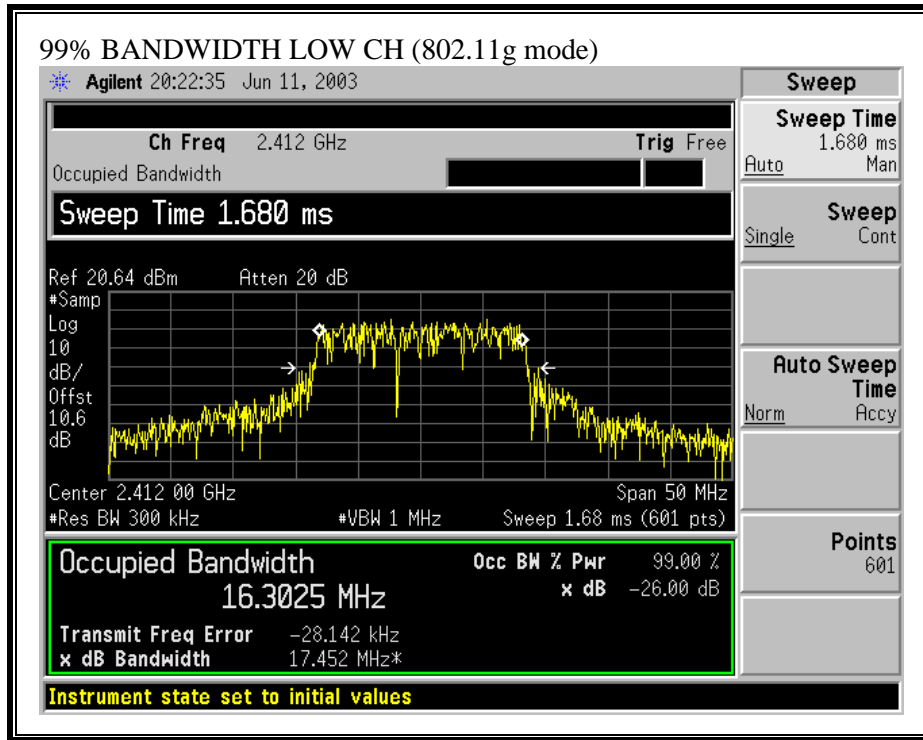 99% BANDWIDTH LOW CH (802.11g mode)
Agilent 20:22:35 Jun 11, 2003
Sweep
Ch Freq 2.412 GHz Trig Free
Occupied Bandwidth
Sweep Time
1.680 ms
Auto Man
Sweep Time 1.680 ms
Sweep
Single Cont
Ref 20.64 dBm Atten 20 dB
#Samp
Log
10
dB/
Offst
10.6
dB
Auto Sweep
Time
Norm Accy
Center 2.412 00 GHz Span 50 MHz
#Res BW 300 kHz #VBW 1 MHz Sweep 1.68 ms (601 pts)
Points
601
Occupied Bandwidth Occ BW % Pwr 99.00 %
16.3025 MHz x dB -26.00 dB
Transmit Freq Error -28.142 kHz
x dB Bandwidth 17.452 MHz*
Instrument state set to initial values